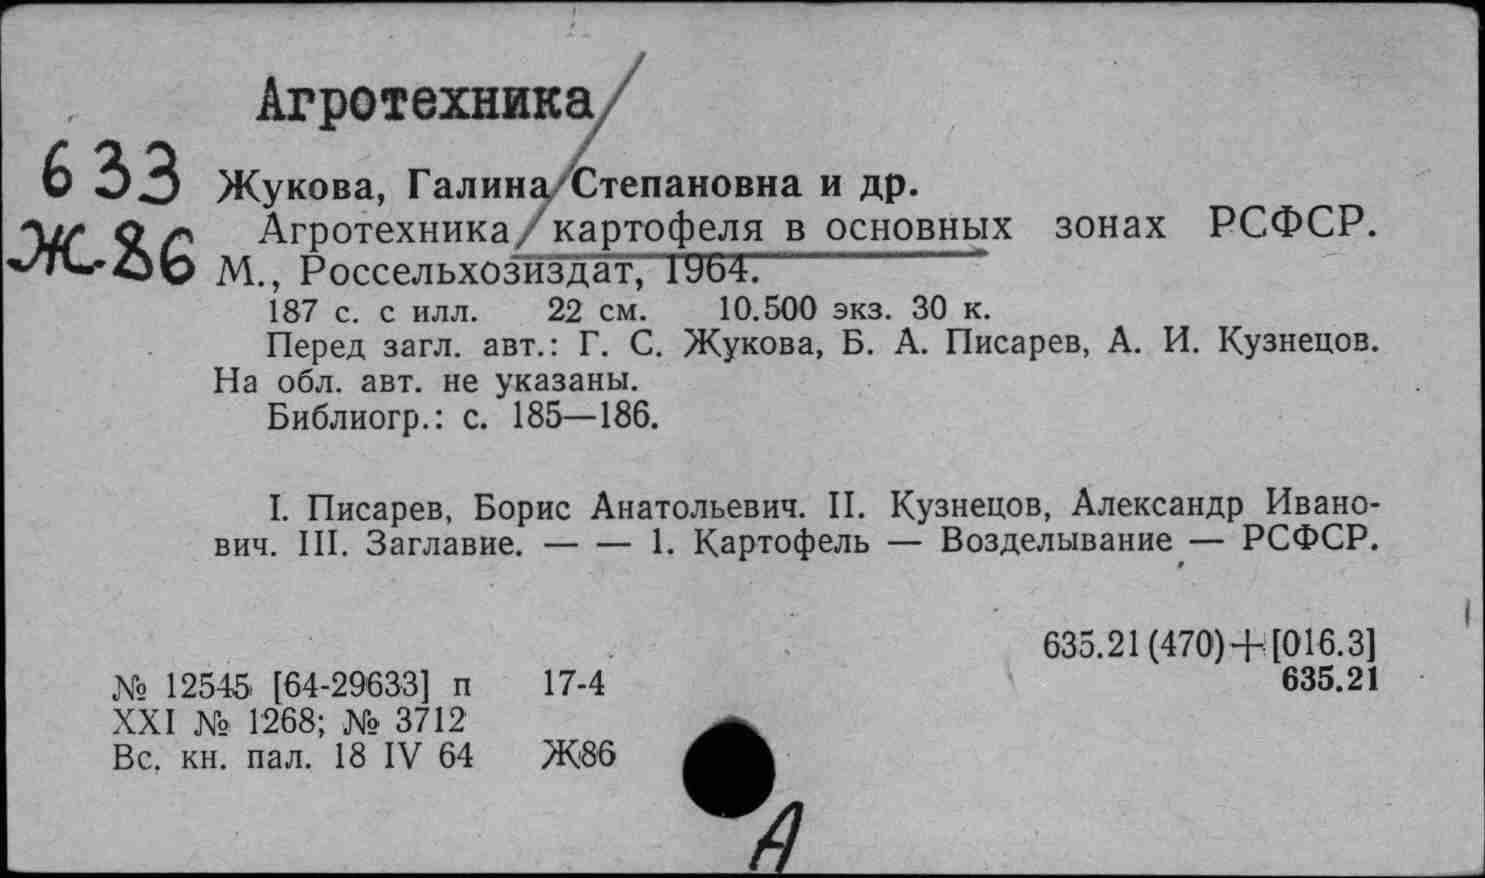 Агротехника
633
Жукова, Галина Степановна и др.
Ж-86
Агротехника картофеля в основных зонах РСФСР.
М., Россельхозиздат, 1964.
187 с. с илл. 22 см. 10.500 экз. 30 к.
Перед загл. авт.: Г. С. Жукова, Б. А. Писарев, А. И. Кузнецов.
На обл. авт. не указаны.
Библиогр.: с. 185—186.
I. Писарев, Борис Анатольевич. II. Кузнецов, Александр Ивано-
вич. III. Заглавие. — — 1. Картофель — Возделывание — РСФСР.
635.21(470)+[016.3]
635.21
№ 12545 [64-29633] п 17-4
XXI № 1268; № 3712
Вс. кн. пал. 18 IV 64 Ж86
А